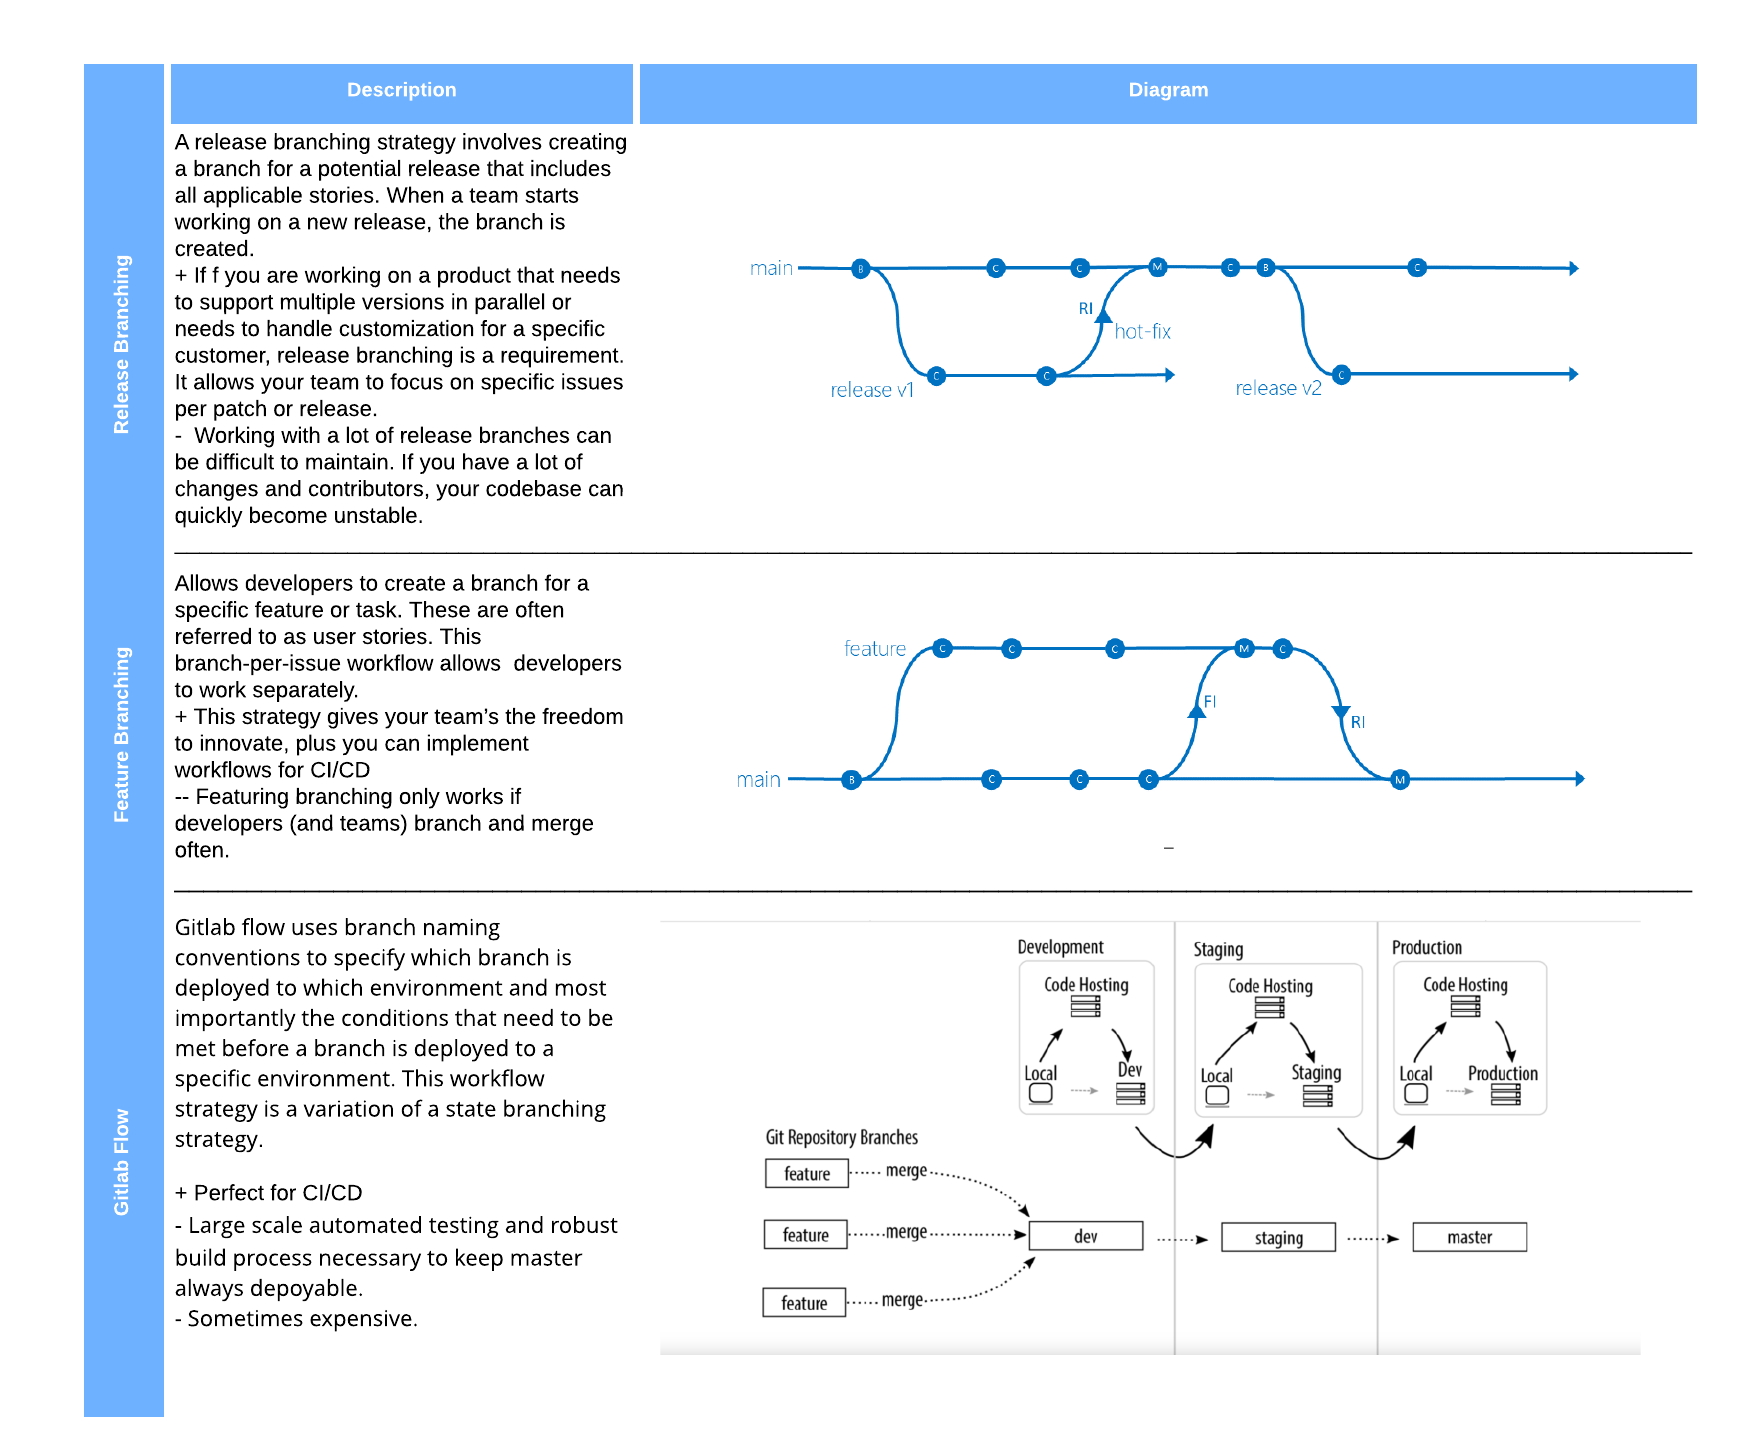 Description
Diagram
Release Branching
A release branching strategy involves creating
a branch for a potential release that includes
all applicable stories. When a team starts
working on a new release, the branch is
created.
+ If f you are working on a product that needs
to support multiple versions in parallel or
needs to handle customization for a specific
customer, release branching is a requirement.
It allows your team to focus on specific issues
per patch or release.
-  Working with a lot of release branches can
be difficult to maintain. If you have a lot of
changes and contributors, your codebase can
quickly become unstable.
main B C C M C B C
RI
hot-fix
release v1 C C
release v2 C
Feature Branching
Allows developers to create a branch for a
specific feature or task. These are often
referred to as user stories. This
branch-per-issue workflow allows  developers
to work separately.
+ This strategy gives your team’s the freedom
to innovate, plus you can implement
workflows for CI/CD
-- Featuring branching only works if
developers (and teams) branch and merge
often.
feature C C C M C
FI
RI
main B C C C M
–
Gitlab Flow
Gitlab flow uses branch naming
conventions to specify which branch is
deployed to which environment and most
importantly the conditions that need to be
met before a branch is deployed to a
specific environment. This workflow
strategy is a variation of a state branching
strategy.
+ Perfect for CI/CD
- Large scale automated testing and robust
build process necessary to keep master
always depoyable.
- Sometimes expensive.
Development
Code Hosting
Local
Dev
Staging
Code Hosting
Local
Staging
Production
Code Hosting
Local
Production
Git Repository Branches
feature merge
feature merge
feature merge
dev
staging
master